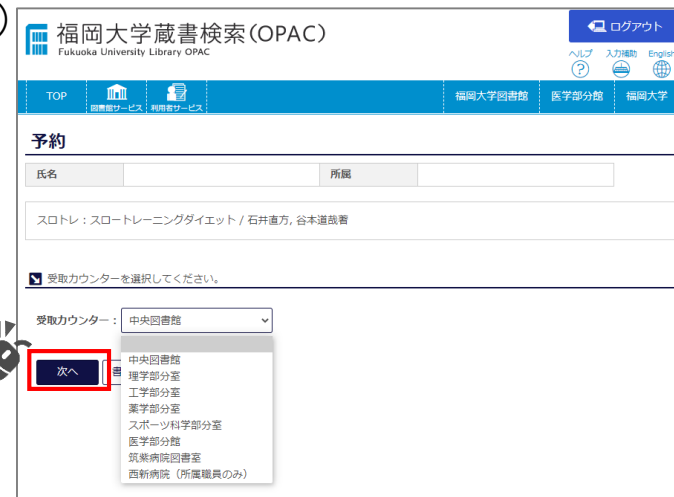 福岡大学蔵書検索(OPAC)
Fukuoka University Library OPAC
ログアウト
ヘルプ 入力補助 English
TOP 図書館サービス 利用者サービス 福岡大学図書館 医学部分館 福岡大学
予約
氏名 所属
スロトレ : スロートレーニングダイエット / 石井直方, 谷本道哉著
受取カウンターを選択してください。
受取カウンター : 中央図書館
次へ 書
中央図書館
理学部分室
工学部分室
薬学部分室
スポーツ科学部分室
医学部分館
筑紫病院図書室
西新病院（所属職員のみ）